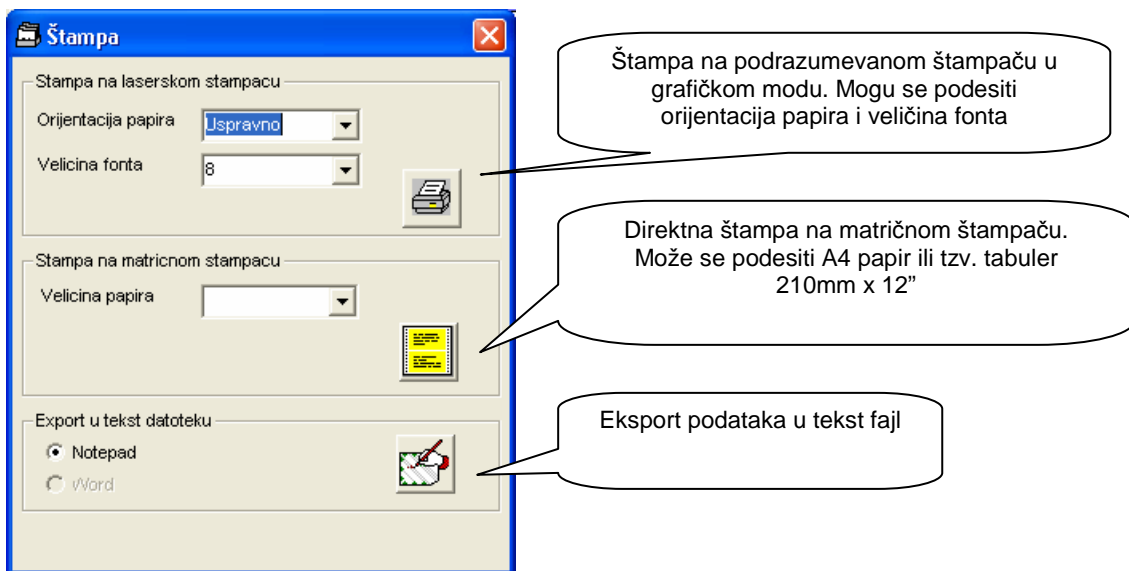 Štampa
Stampa na laserskom stampacu
Orijentacija papira
Uspravno
Velicina fonta
8
Štampa na podrazumevanom štampaču u
grafičkom modu. Mogu se podesiti
orijentacija papira i veličina fonta
Stampa na matricnom stampacu
Velicina papira
Direktna štampa na matričnom štampaču.
Može se podesiti A4 papir ili tzv. tabuler
210mm x 12”
Export u tekst datoteku
Notepad
Word
Eksport podataka u tekst fajl